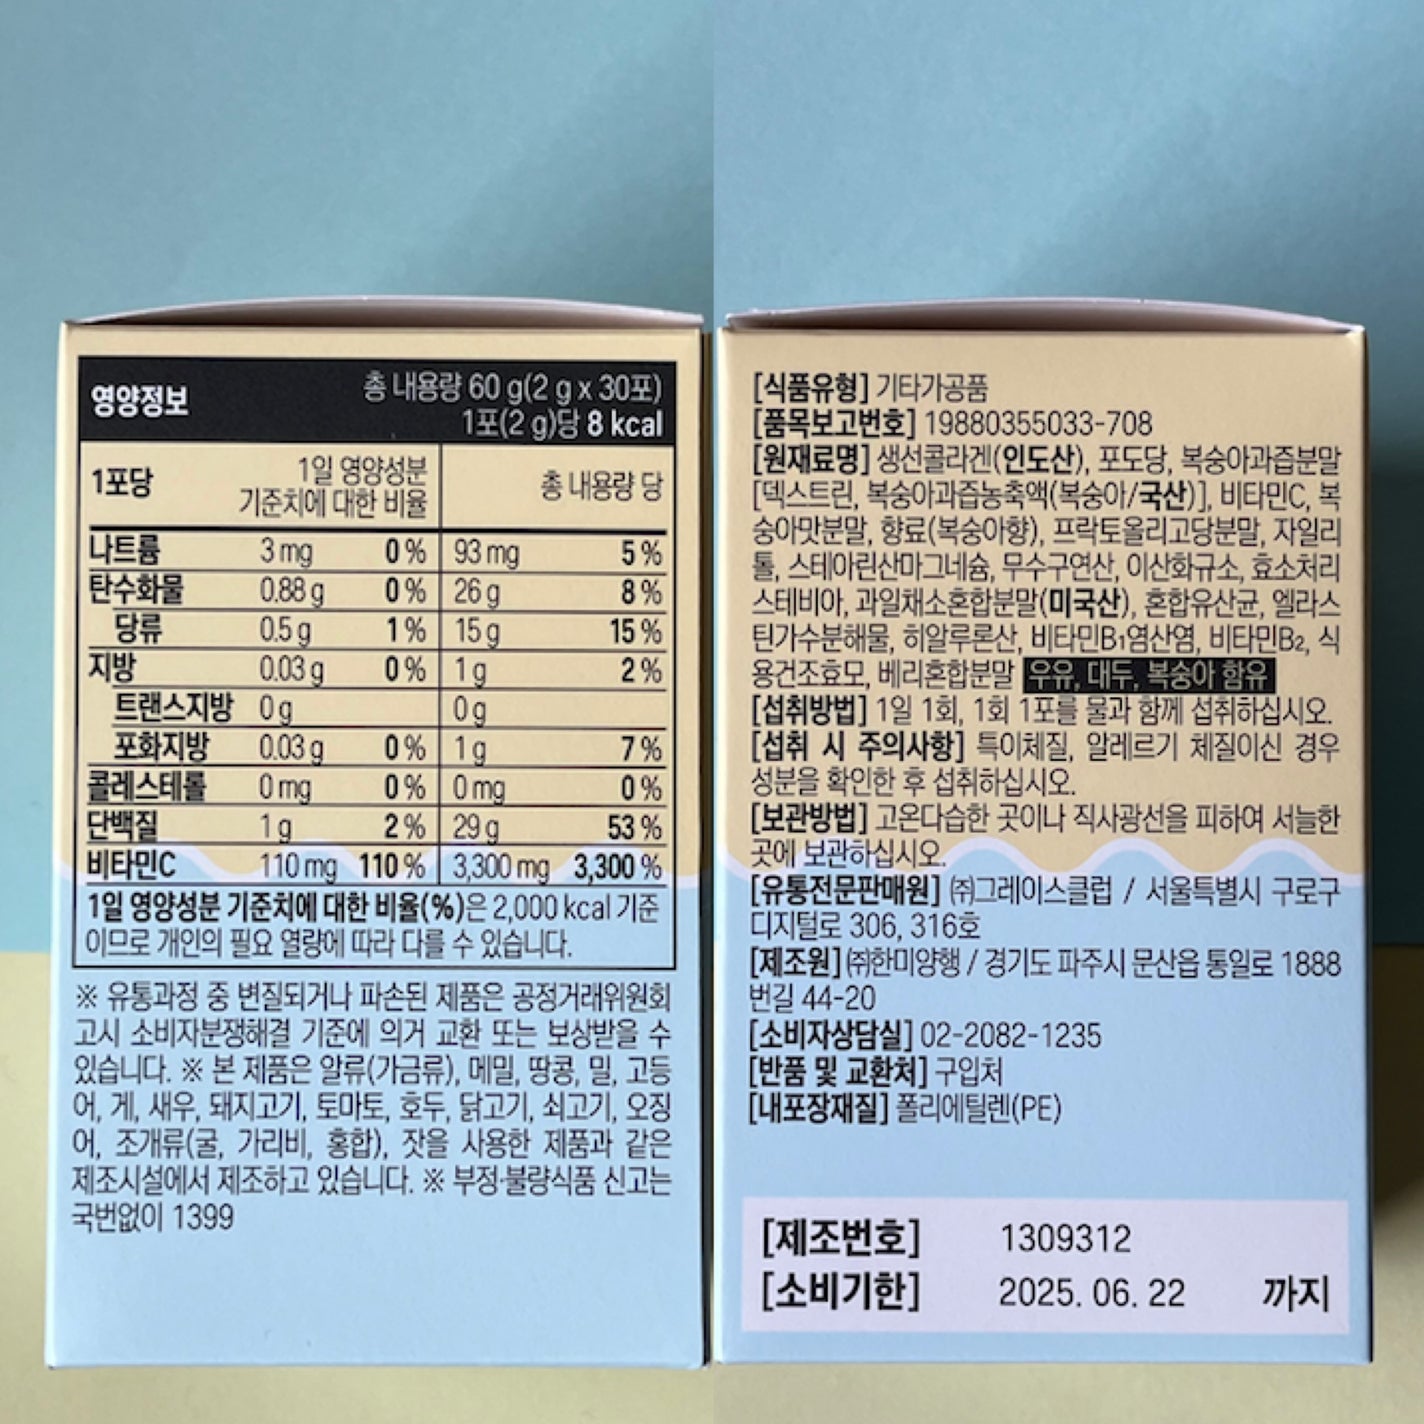 영양정보
총 내용량 60 g(2 g x 30포)
1포(2 g)당 8 kcal
1포당 1일 영양성분 기준치에 대한 비율 총 내용량 당
나트륨 3 mg 0 % 93 mg 5 %
탄수화물 0.88 g 0 % 26 g 8 %
당류 0.5 g 1 % 15 g 15 %
지방 0.03 g 0 % 1 g 2 %
트랜스지방 0 g 0 g
포화지방 0.03 g 0 % 1 g 7 %
콜레스테롤 0 mg 0 % 0 mg 0 %
단백질 1 g 2 % 29 g 53 %
비타민C 110 mg 110 % 3,300 mg 3,300 %
1일 영양성분 기준치에 대한 비율(%)은 2,000 kcal 기준
이므로 개인의 필요 열량에 따라 다를 수 있습니다.
※ 유통과정 중 변질되거나 파손된 제품은 공정거래위원회
고시 소비자분쟁해결 기준에 의거 교환 또는 보상받을 수
있습니다. ※ 본 제품은 알류(가금류), 메밀, 땅콩, 밀, 고등
어, 게, 새우, 돼지고기, 토마토, 호두, 닭고기, 쇠고기, 오징
어, 조개류(굴, 가리비, 홍합), 잣을 사용한 제품과 같은
제조시설에서 제조하고 있습니다. ※ 부정·불량식품 신고는
국번없이 1399
[식품유형] 기타가공품
[품목보고번호] 19880355033-708
[원재료명] 생선콜라겐(인도산), 포도당, 복숭아과즙분말
[덱스트린, 복숭아과즙농축액(복숭아/국산)], 비타민C, 복
숭아맛분말, 향료(복숭아향), 프락토올리고당분말, 자일리
톨, 스테아린산마그네슘, 무수구연산, 이산화규소, 효소처리
스테비아, 과일채소혼합분말(미국산), 혼합유산균, 엘라스
틴가수분해물, 히알루론산, 비타민B₁염산염, 비타민B₂, 식
용건조효모, 베리혼합분말 우유, 대두, 복숭아 함유
[섭취방법] 1일 1회, 1회 1포를 물과 함께 섭취하십시오.
[섭취 시 주의사항] 특이체질, 알레르기 체질이신 경우
성분을 확인한 후 섭취하십시오.
[보관방법] 고온다습한 곳이나 직사광선을 피하여 서늘한
곳에 보관하십시오.
[유통전문판매원] ㈜그레이스클럽 / 서울특별시 구로구
디지털로 306, 316호
[제조원] ㈜한미양행 / 경기도 파주시 문산읍 통일로 1888
번길 44-20
[소비자상담실] 02-2082-1235
[반품 및 교환처] 구입처
[내포장재질] 폴리에틸렌(PE)
[제조번호] 1309312
[소비기한] 2025. 06. 22 까지